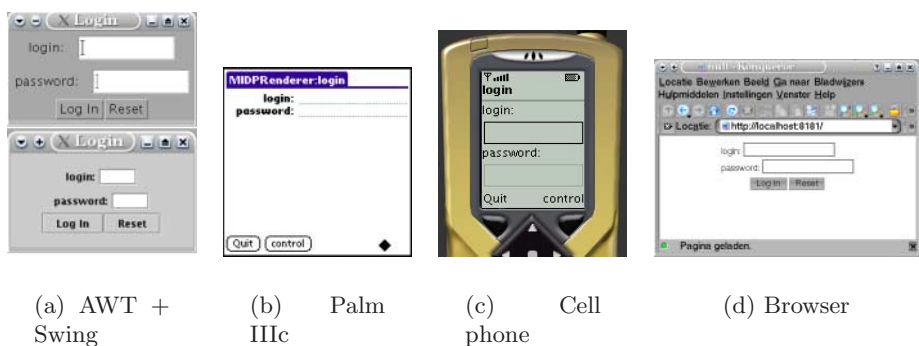 X Login
login:
password:
Log In Reset
X Login
login:
password:
Log In Reset
MIDPRenderer:login
login:
password:
Quit control
login
login:
password:
Quit control
null - Konqueror
Locatie Bewerken Beeld Ga naar Bladwijzers
Hulpmiddelen Instellingen Venster Help
Locatie: http://localhost:8181/
login:
password:
Log In Reset
Pagina geladen.
(a) AWT +
Swing
(b) Palm
IIIc
(c) Cell
phone
(d) Browser